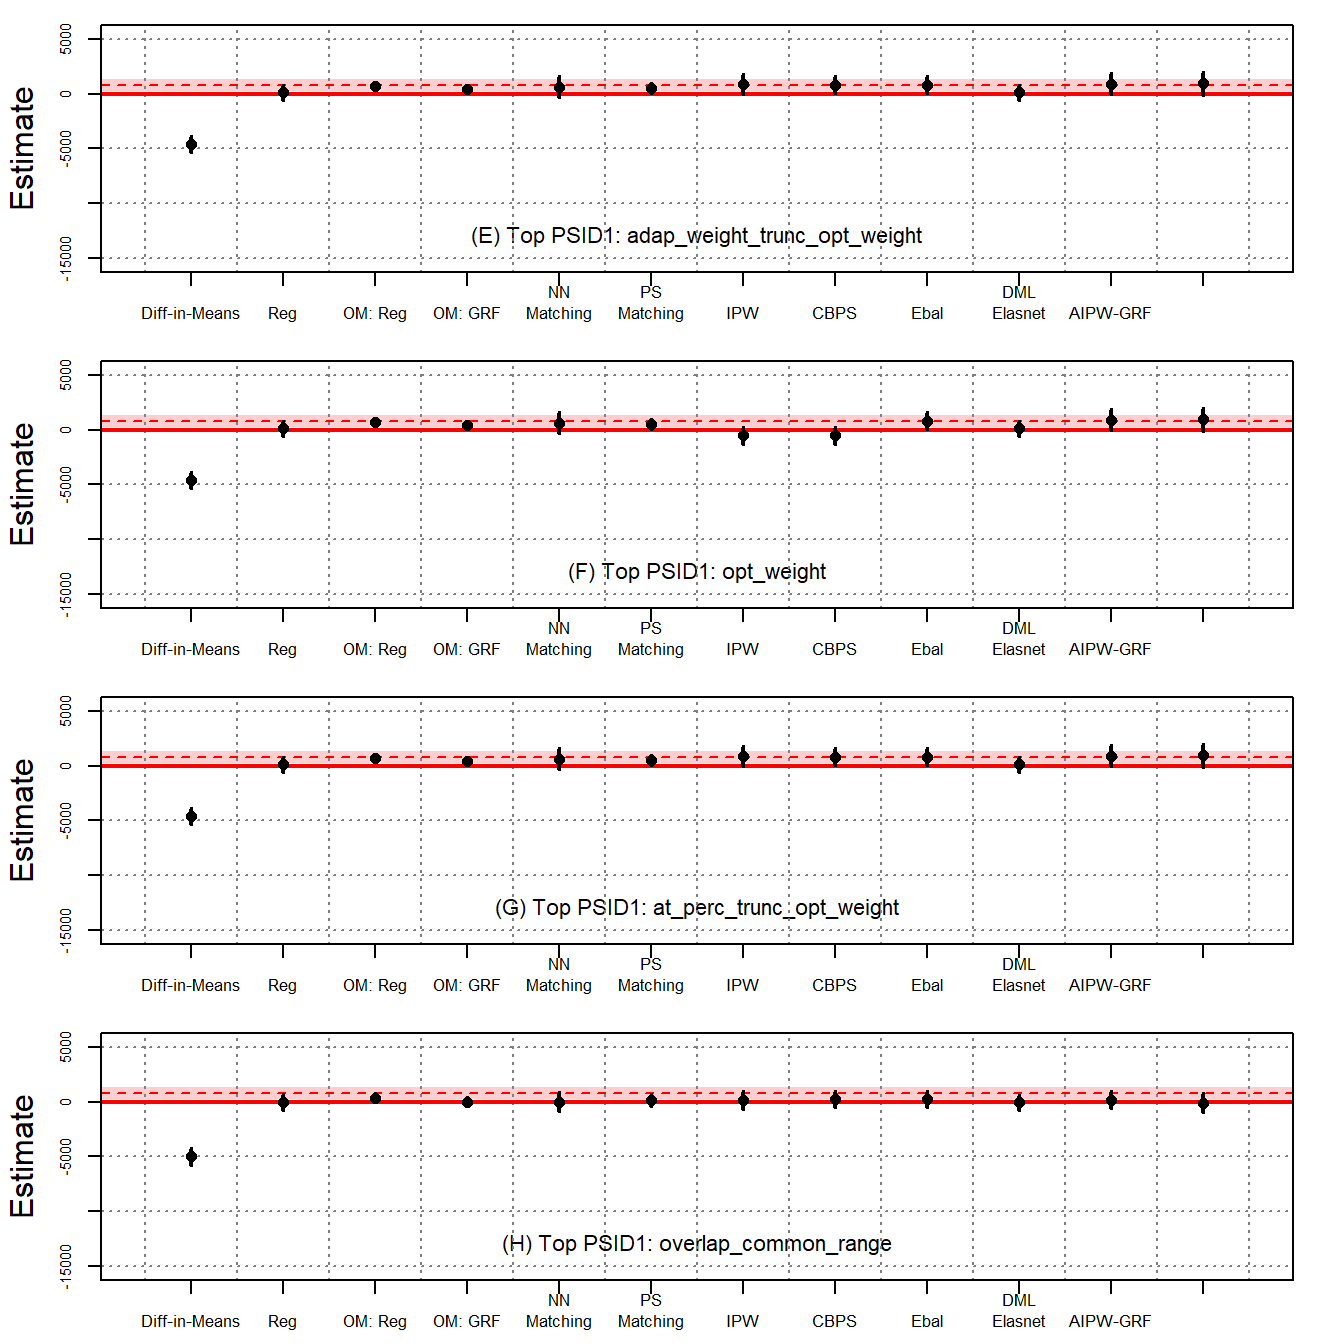 Estimate
5000
0
-5000
-15000
(E) Top PSID1: adap_weight_trunc_opt_weight
NN PS DML
Diff-in-Means Reg OM: Reg OM: GRF Matching Matching IPW CBPS Ebal Elasnet AIPW-GRF
Estimate
5000
0
-5000
-15000
(F) Top PSID1: opt_weight
NN PS DML
Diff-in-Means Reg OM: Reg OM: GRF Matching Matching IPW CBPS Ebal Elasnet AIPW-GRF
Estimate
5000
0
-5000
-15000
(G) Top PSID1: at_perc_trunc_opt_weight
NN PS DML
Diff-in-Means Reg OM: Reg OM: GRF Matching Matching IPW CBPS Ebal Elasnet AIPW-GRF
Estimate
5000
0
-5000
-15000
(H) Top PSID1: overlap_common_range
NN PS DML
Diff-in-Means Reg OM: Reg OM: GRF Matching Matching IPW CBPS Ebal Elasnet AIPW-GRF